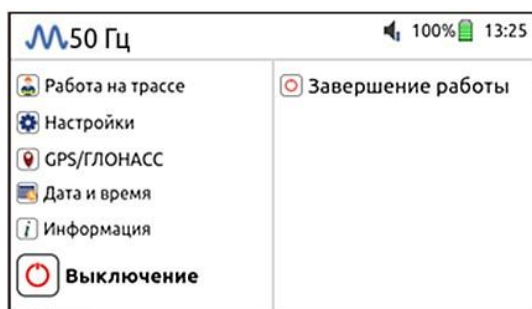 50 Гц
100% 13:25
Работа на трассе
Настройки
GPS/ГЛОНАСС
Дата и время
Информация
Выключение
Завершение работы